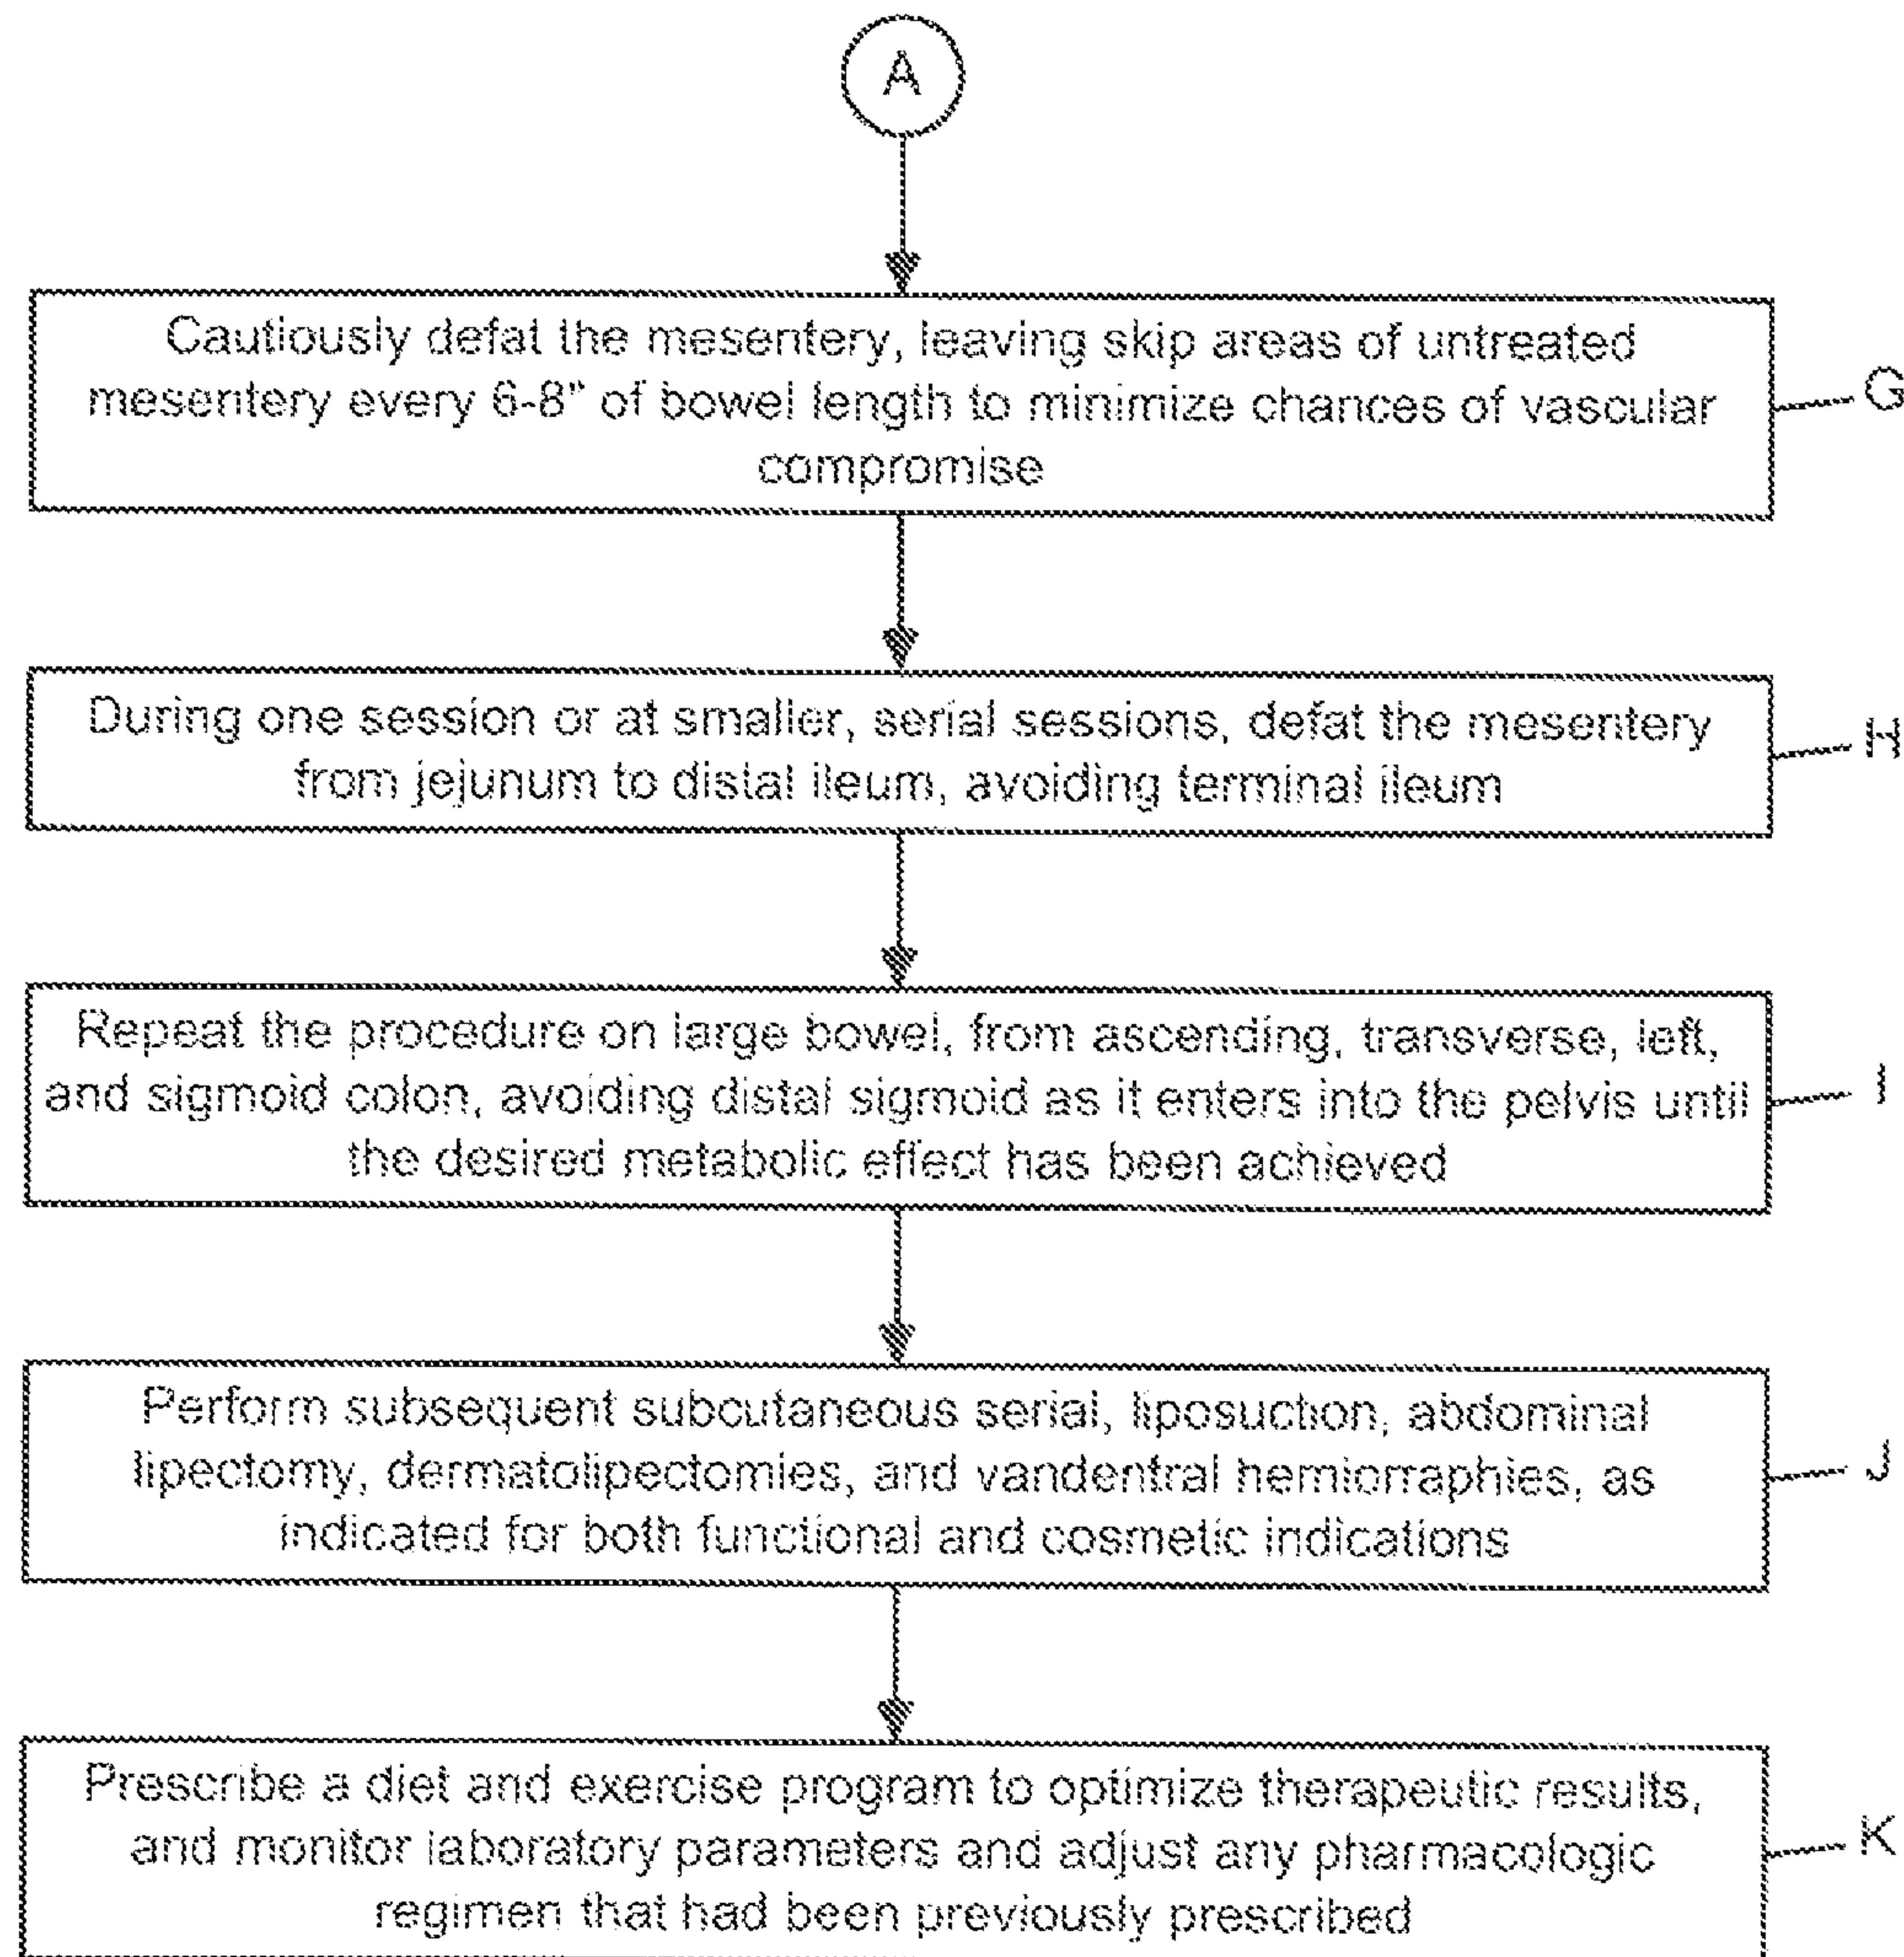 A
Cautiously defat the mesentery, leaving skip areas of untreated
mesentery every 6-8" of bowel length to minimize chances of vascular
compromise
G
During one session or at smaller, serial sessions, defat the mesentery
from jejunum to distal ileum, avoiding terminal ileum
H
Repeat the procedure on large bowel, from ascending, transverse, left,
and sigmoid colon, avoiding distal sigmoid as it enters into the pelvis until
the desired metabolic effect has been achieved
I
Perform subsequent subcutaneous serial, liposuction, abdominal
lipectomy, dermatolipectomies, and vandentral herniorraphies, as
indicated for both functional and cosmetic indications
J
Prescribe a diet and exercise program to optimize therapeutic results,
and monitor laboratory parameters and adjust any pharmacologic
regimen that had been previously prescribed
K